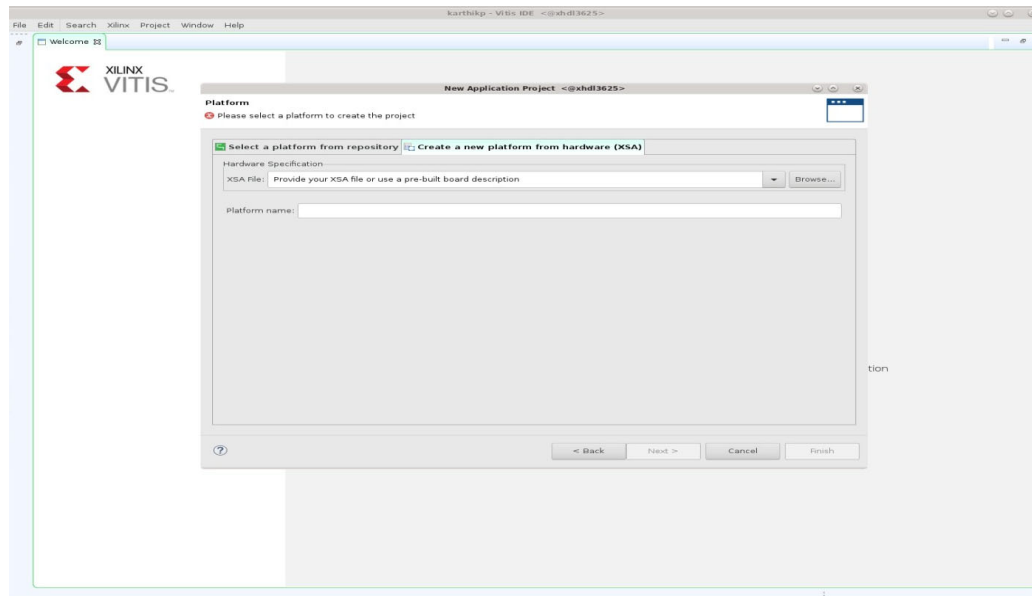 karthikp - Vitis IDE <@xhdl3625>
File Edit Search Xilinx Project Window Help
Welcome
XILINX
VITIS
New Application Project <@xhdl3625>
Platform
Please select a platform to create the project
Select a platform from repository Create a new platform from hardware (XSA)
Hardware Specification
XSA File: Provide your XSA file or use a pre-built board description Browse...
Platform name:
tion
? < Back Next > Cancel Finish